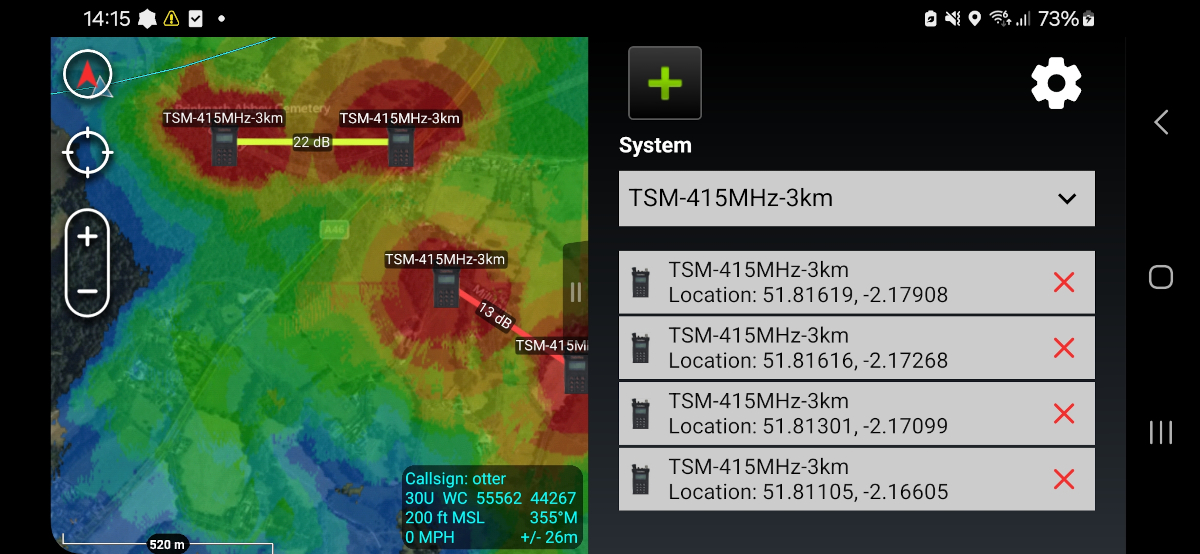 14:15
73%
Prinknash Abbey Cemetery
TSM-415MHz-3km
TSM-415MHz-3km
22 dB
A46
TSM-415MHz-3km
13 dB
TSM-415M
Callsign: otter
30U WC 55562 44267
200 ft MSL 355°M
0 MPH +/- 26m
520 m
System
TSM-415MHz-3km
TSM-415MHz-3km
Location: 51.81619, -2.17908
TSM-415MHz-3km
Location: 51.81616, -2.17268
TSM-415MHz-3km
Location: 51.81301, -2.17099
TSM-415MHz-3km
Location: 51.81105, -2.16605